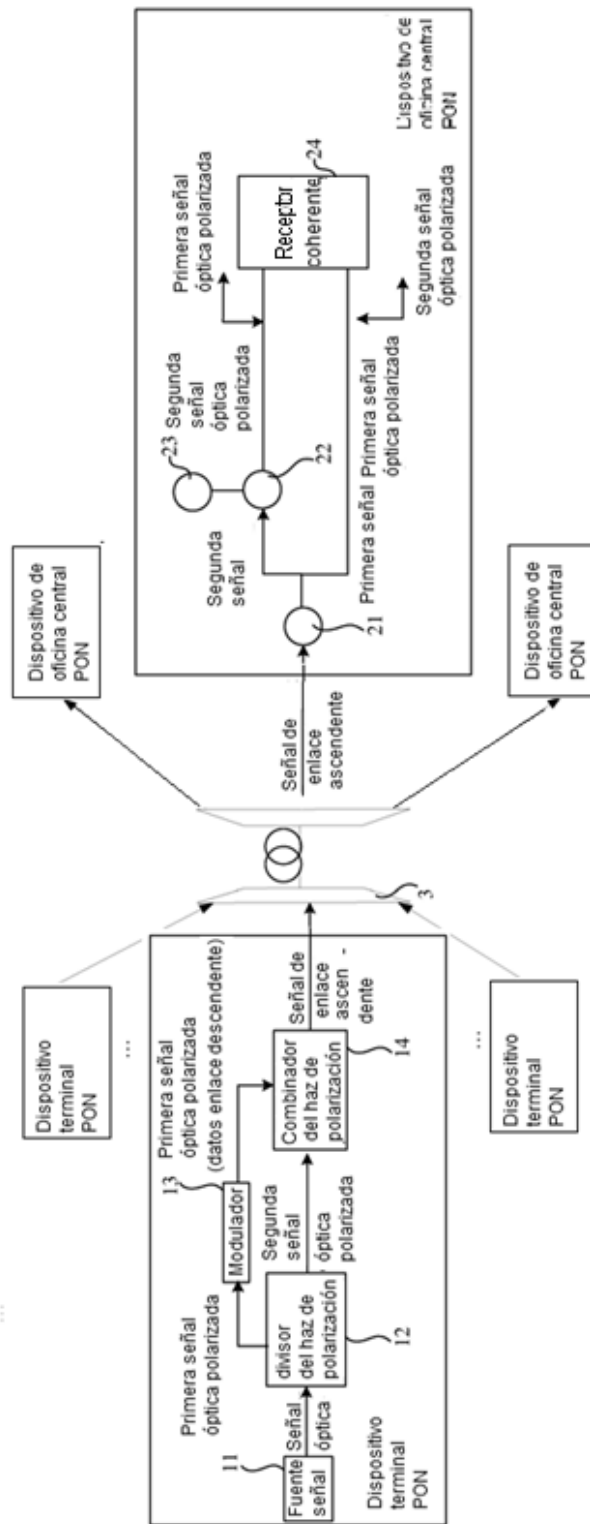 Dispositivo
terminal
PON
...
Fuente
señal
11
Señal
óptica
divisor
del haz de
polarización
12
Primera señal
óptica polarizada
Modulador
13
Primera señal
óptica polarizada
(datos enlace descendente)
Segunda
señal
óptica polarizada
Combinador
del haz de
polarización
14
Señal de
enlace
ascen -
dente
Dispositivo
terminal
PON
...
Dispositivo
terminal
PON
3
Señal de
enlace
ascendente
Dispositivo de
oficina central
PON
Dispositivo de
oficina central
PON
21
Segunda
señal
22
23
Segunda
señal
óptica
polarizada
Primera señal
Primera señal
óptica polarizada
Primera señal
óptica polarizada
Segunda señal
óptica polarizada
Receptor
coherente
24
Dispositivo de
oficina central
PON